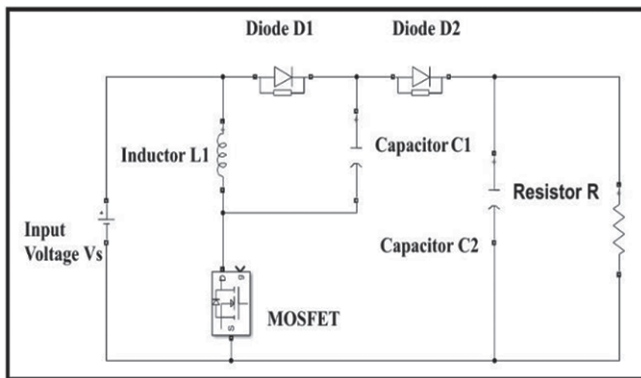 Diode D1
Diode D2
Inductor L1
Capacitor C1
Resistor R
Input
Voltage Vs
Capacitor C2
D
g
S
MOSFET